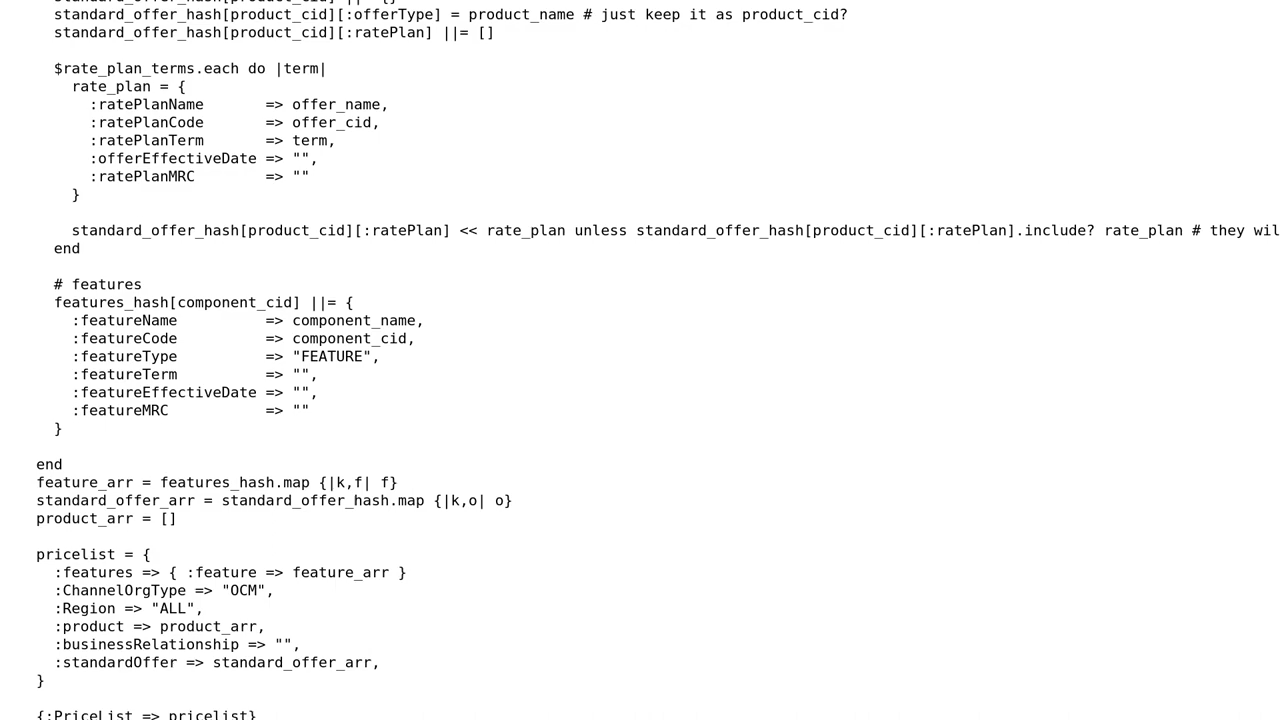 standard_offer_hash[product_cid] ||= {}
    standard_offer_hash[product_cid][:offerType] = product_name # just keep it as product_cid?
    standard_offer_hash[product_cid][:ratePlan] ||= []

    $rate_plan_terms.each do |term|
      rate_plan = {
        :ratePlanName       => offer_name,
        :ratePlanCode       => offer_cid,
        :ratePlanTerm       => term,
        :offerEffectiveDate => "",
        :ratePlanMRC        => ""
      }

      standard_offer_hash[product_cid][:ratePlan] << rate_plan unless standard_offer_hash[product_cid][:ratePlan].include? rate_plan # they wil
    end

    # features
    features_hash[component_cid] ||= {
      :featureName          => component_name,
      :featureCode          => component_cid,
      :featureType          => "FEATURE",
      :featureTerm          => "",
      :featureEffectiveDate => "",
      :featureMRC           => ""
    }

  end
  feature_arr = features_hash.map {|k,f| f}
  standard_offer_arr = standard_offer_hash.map {|k,o| o}
  product_arr = []

  pricelist = {
    :features => { :feature => feature_arr }
    :ChannelOrgType => "OCM",
    :Region => "ALL",
    :product => product_arr,
    :businessRelationship => "",
    :standardOffer => standard_offer_arr,
  }

  {:PriceList => pricelist}